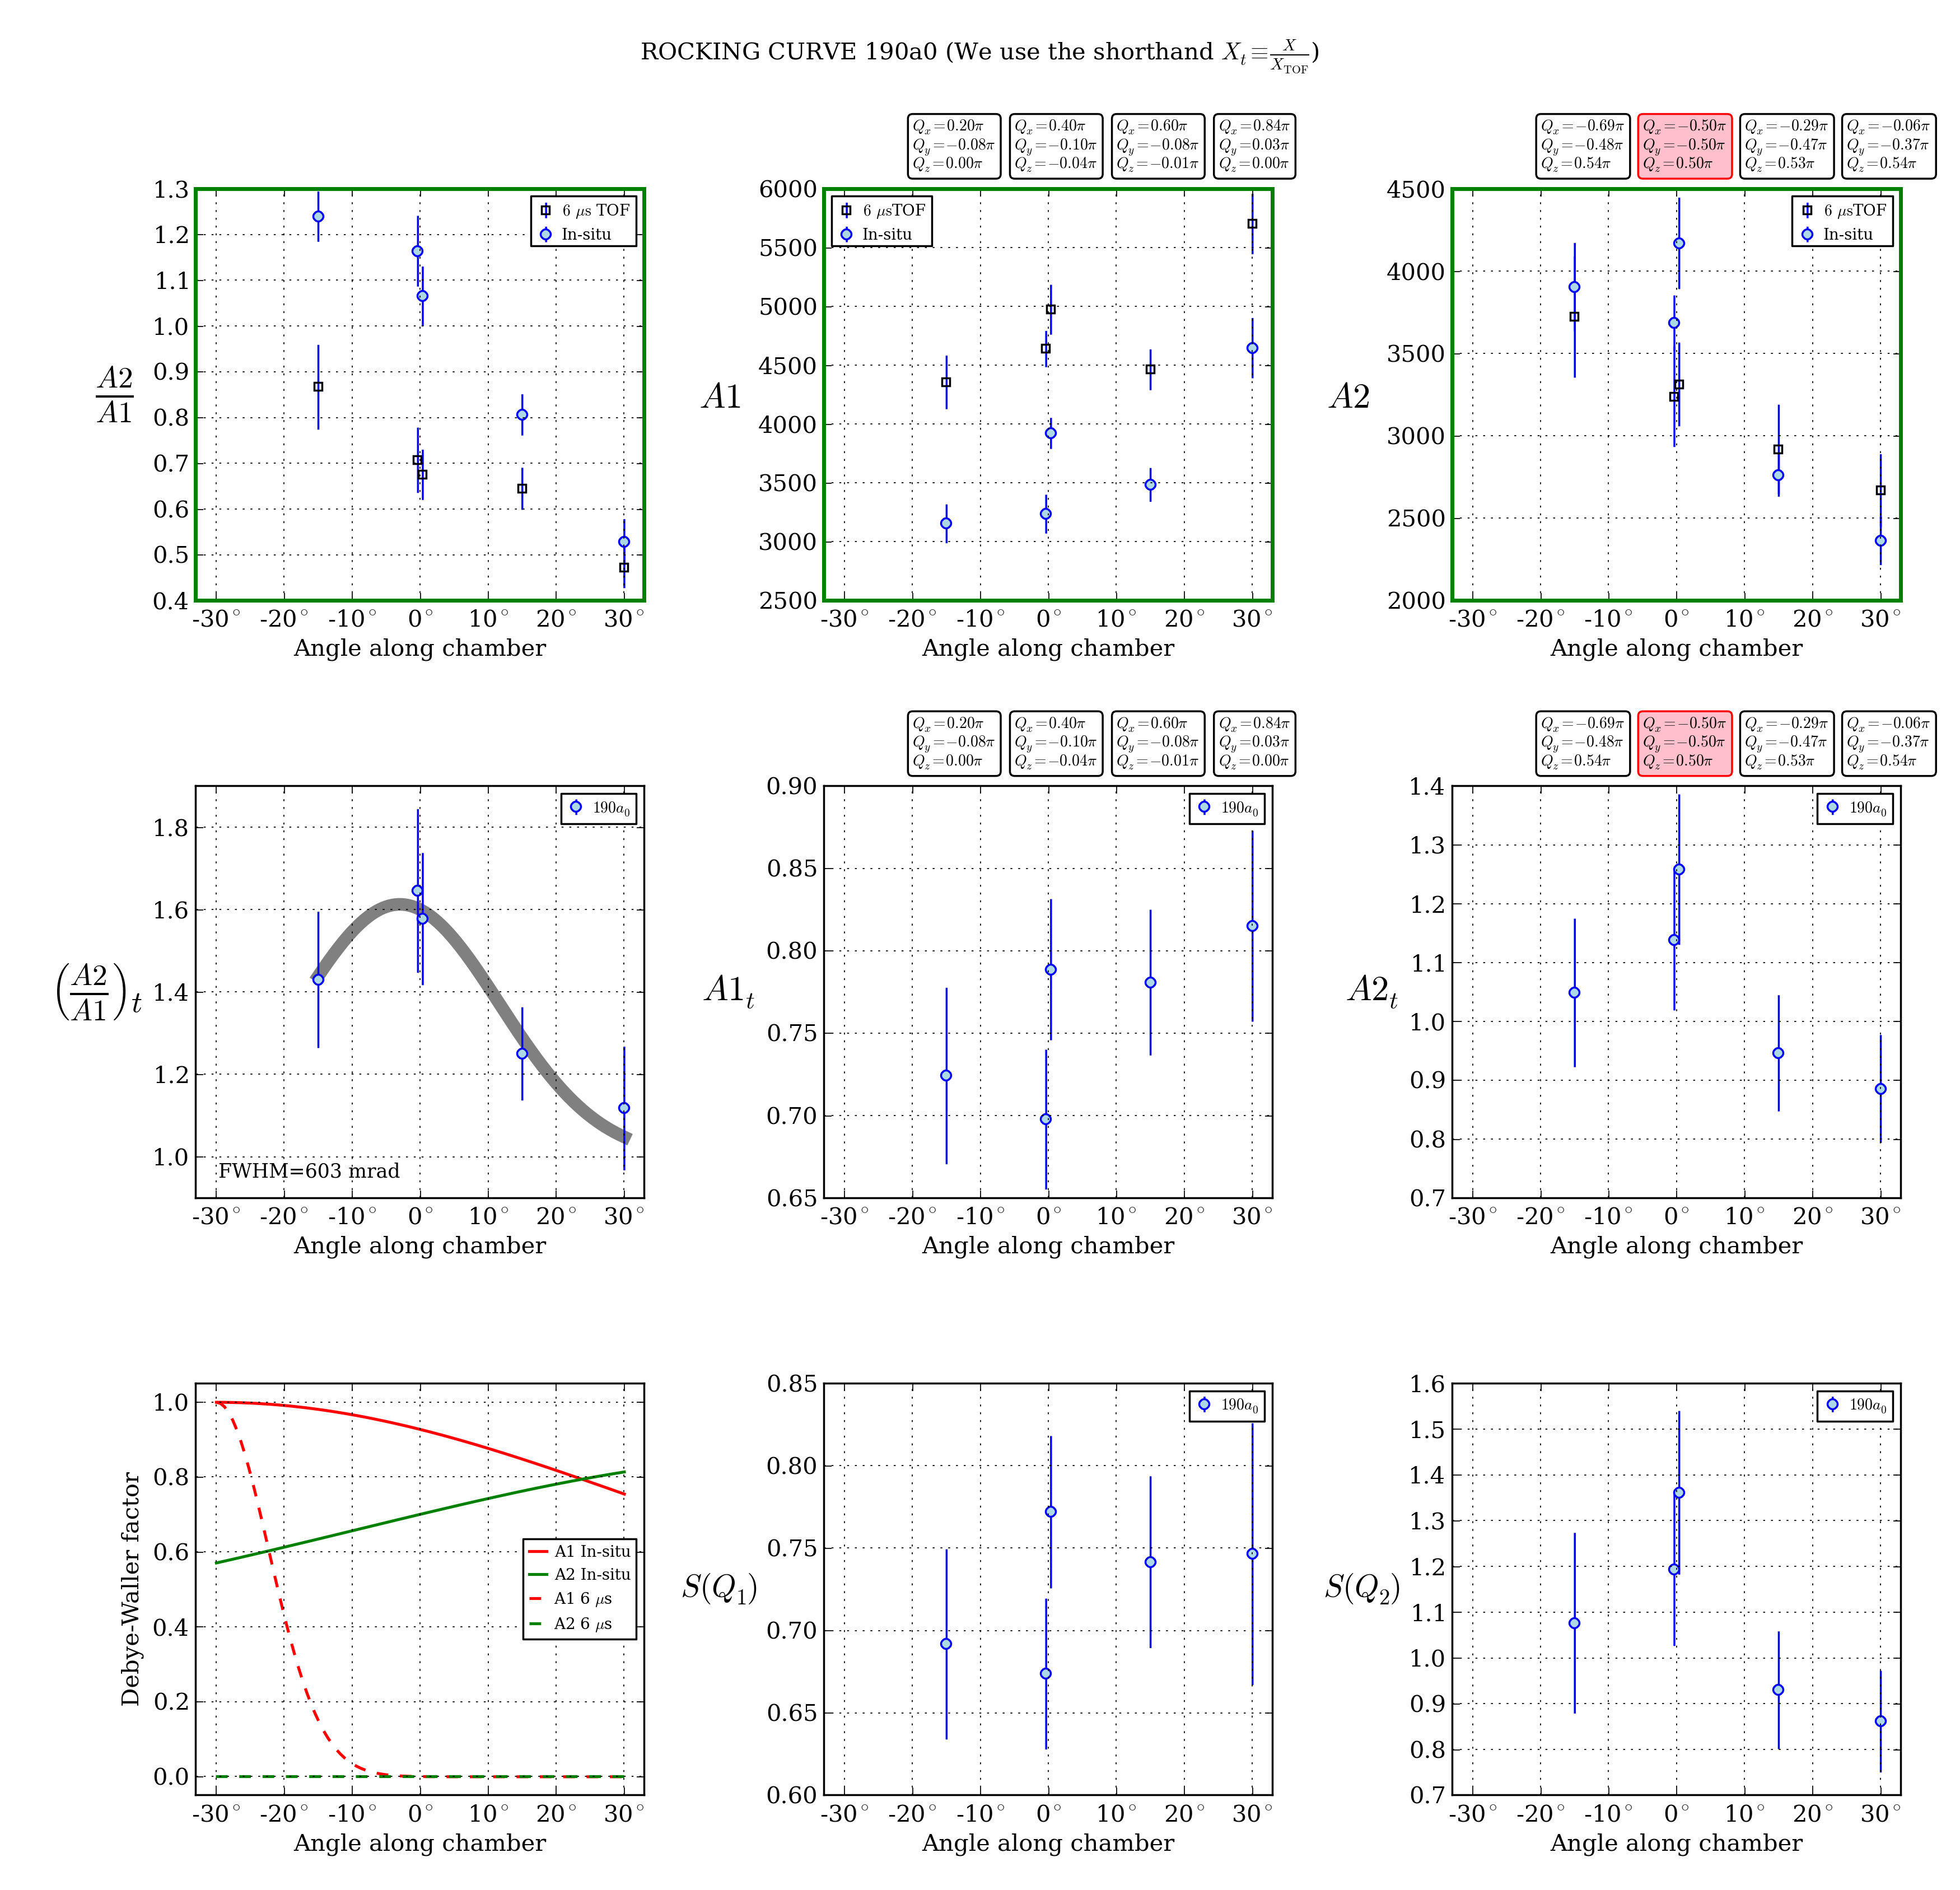 ROCKING CURVE 190a0 (We use the shorthand X_t ≡ X/X_TOF)
Q_x=0.20π
Q_y=−0.08π
Q_z=0.00π
Q_x=0.40π
Q_y=−0.10π
Q_z=−0.04π
Q_x=0.60π
Q_y=−0.08π
Q_z=−0.01π
Q_x=0.84π
Q_y=0.03π
Q_z=0.00π
Q_x=−0.69π
Q_y=−0.48π
Q_z=0.54π
Q_x=−0.50π
Q_y=−0.50π
Q_z=0.50π
Q_x=−0.29π
Q_y=−0.47π
Q_z=0.53π
Q_x=−0.06π
Q_y=−0.37π
Q_z=0.54π
A2/A1
1.3
1.2
1.1
1.0
0.9
0.8
0.7
0.6
0.5
0.4
6 μs TOF
In-situ
-30° -20° -10° 0° 10° 20° 30°
Angle along chamber
A1
6000
5500
5000
4500
4000
3500
3000
2500
6 μsTOF
In-situ
-30° -20° -10° 0° 10° 20° 30°
Angle along chamber
A2
4500
4000
3500
3000
2500
2000
6 μsTOF
In-situ
-30° -20° -10° 0° 10° 20° 30°
Angle along chamber
Q_x=0.20π
Q_y=−0.08π
Q_z=0.00π
Q_x=0.40π
Q_y=−0.10π
Q_z=−0.04π
Q_x=0.60π
Q_y=−0.08π
Q_z=−0.01π
Q_x=0.84π
Q_y=0.03π
Q_z=0.00π
Q_x=−0.69π
Q_y=−0.48π
Q_z=0.54π
Q_x=−0.50π
Q_y=−0.50π
Q_z=0.50π
Q_x=−0.29π
Q_y=−0.47π
Q_z=0.53π
Q_x=−0.06π
Q_y=−0.37π
Q_z=0.54π
(A2/A1)_t
1.8
1.6
1.4
1.2
1.0
190a_0
FWHM=603 mrad
-30° -20° -10° 0° 10° 20° 30°
Angle along chamber
A1_t
0.90
0.85
0.80
0.75
0.70
0.65
190a_0
-30° -20° -10° 0° 10° 20° 30°
Angle along chamber
A2_t
1.4
1.3
1.2
1.1
1.0
0.9
0.8
0.7
190a_0
-30° -20° -10° 0° 10° 20° 30°
Angle along chamber
Debye-Waller factor
1.0
0.8
0.6
0.4
0.2
0.0
A1 In-situ
A2 In-situ
A1 6 μs
A2 6 μs
-30° -20° -10° 0° 10° 20° 30°
Angle along chamber
S(Q_1)
0.85
0.80
0.75
0.70
0.65
0.60
190a_0
-30° -20° -10° 0° 10° 20° 30°
Angle along chamber
S(Q_2)
1.6
1.5
1.4
1.3
1.2
1.1
1.0
0.9
0.8
0.7
190a_0
-30° -20° -10° 0° 10° 20° 30°
Angle along chamber